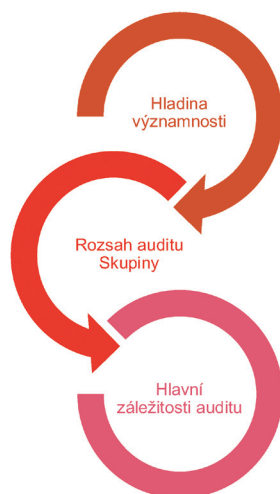 Hladina
významnosti
Rozsah auditu
Skupiny
Hlavní
záležitosti auditu